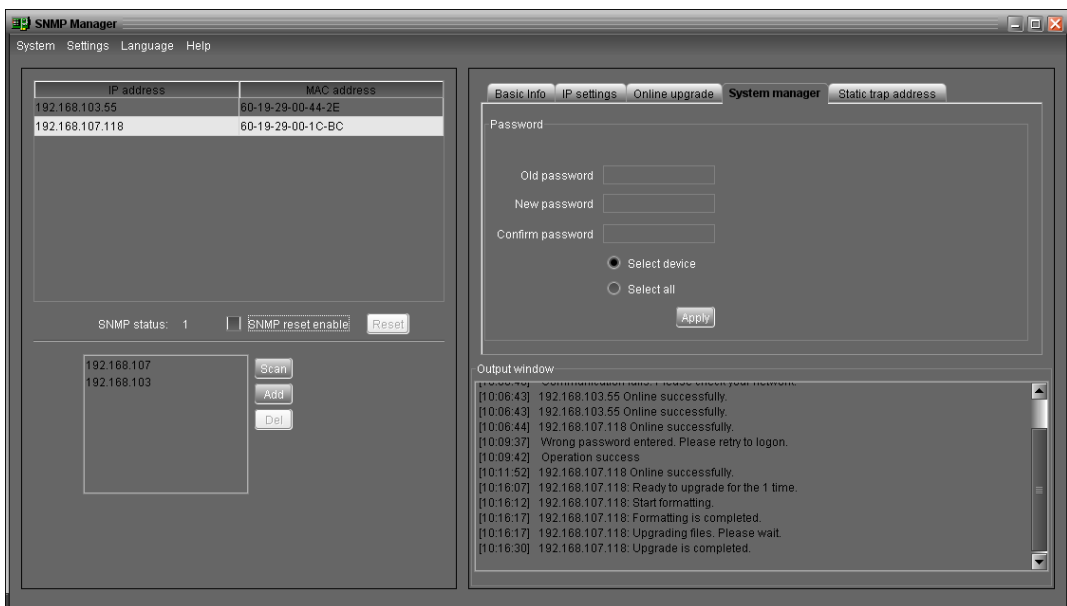 SNMP Manager
System Settings Language Help
IP address MAC address
192.168.103.55 60-19-29-00-44-2E
192.168.107.118 60-19-29-00-1C-BC
SNMP status: 1 SNMP reset enable Reset
192.168.107
192.168.103
Scan
Add
Del
Basic Info IP settings Online upgrade System manager Static trap address
Password
Old password
New password
Confirm password
Select device
Select all
Apply
Output window
Communication fails. Please check your network.
[10:06:43] 192.168.103.55 Online successfully.
[10:06:43] 192.168.103.55 Online successfully.
[10:06:44] 192.168.107.118 Online successfully.
[10:09:37] Wrong password entered. Please retry to logon.
[10:09:42] Operation success
[10:11:52] 192.168.107.118 Online successfully.
[10:16:07] 192.168.107.118: Ready to upgrade for the 1 time.
[10:16:12] 192.168.107.118: Start formatting.
[10:16:17] 192.168.107.118: Formatting is completed.
[10:16:17] 192.168.107.118: Upgrading files. Please wait.
[10:16:30] 192.168.107.118: Upgrade is completed.